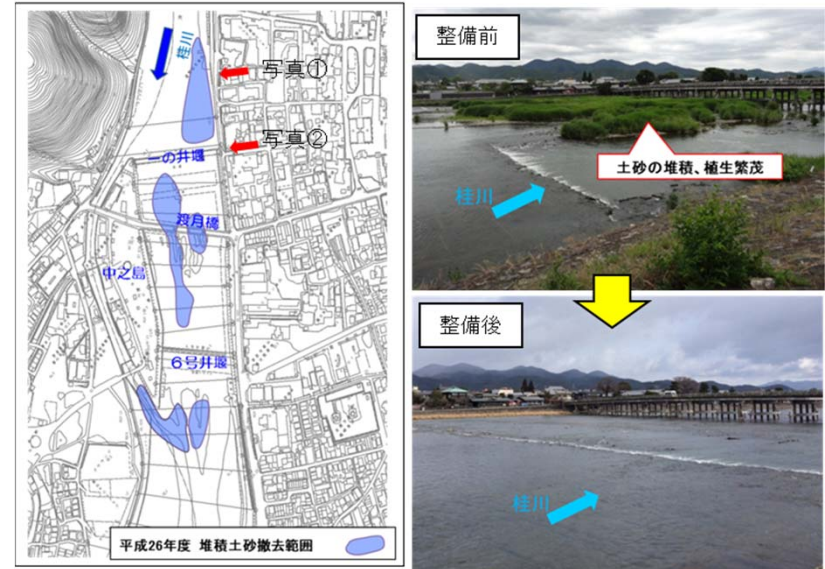 桂川
写真①
写真②
一の井堰
渡月橋
中之島
6号井堰
平成26年度 堆積土砂撤去範囲
整備前
土砂の堆積、植生繁茂
桂川
整備後
桂川